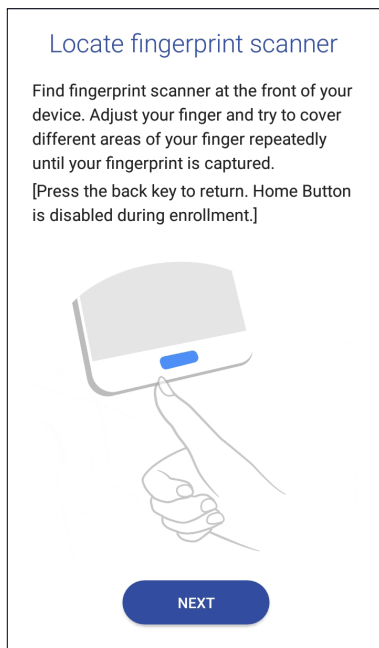 Locate fingerprint scanner
Find fingerprint scanner at the front of your
device. Adjust your finger and try to cover
different areas of your finger repeatedly
until your fingerprint is captured.
[Press the back key to return. Home Button
is disabled during enrollment.]
NEXT